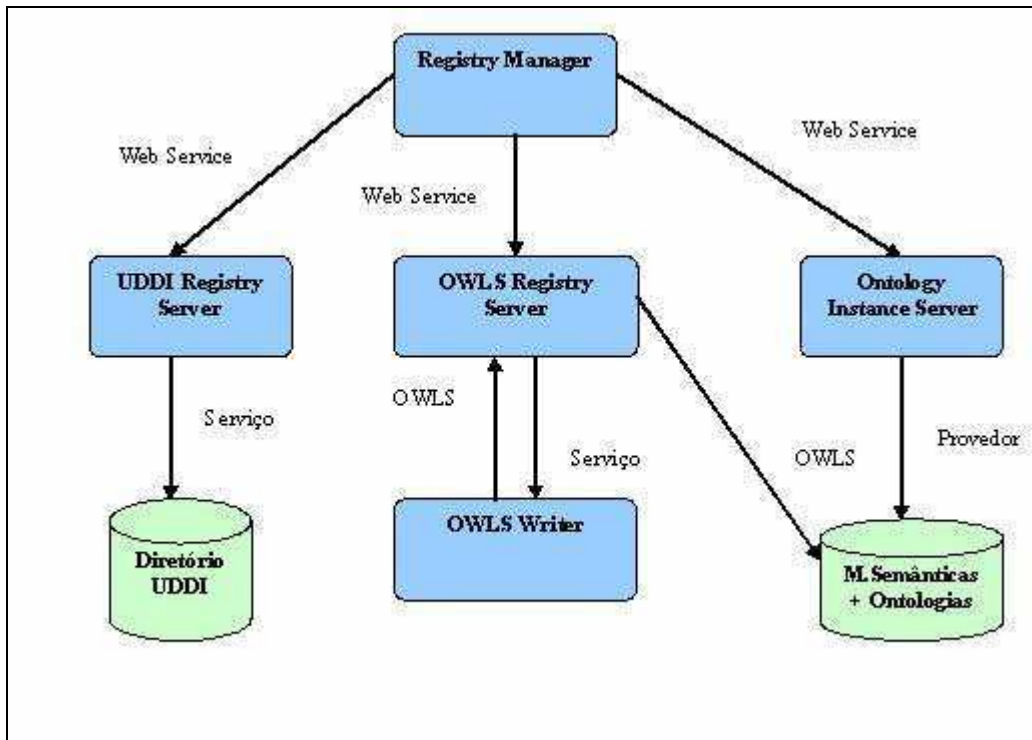 Registry Manager
Web Service
Web Service
Web Service
UDDI Registry
Server
OWLS Registry
Server
Ontology
Instance Server
OWLS
Serviço
Serviço
OWLS
Provedor
OWLS Writer
Diretório
UDDI
M.Semânticas
+ Ontologias